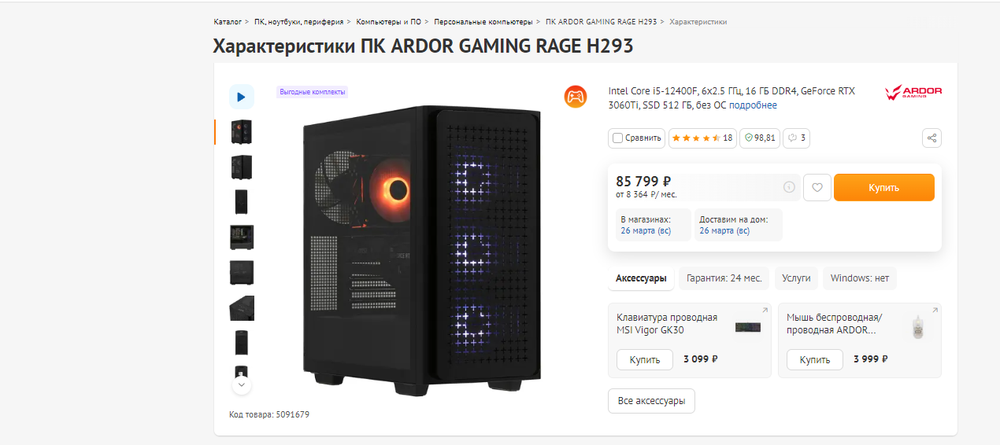 Каталог > ПК, ноутбуки, периферия > Компьютеры и ПО > Персональные компьютеры > ПК ARDOR GAMING RAGE H293 > Характеристики
Характеристики ПК ARDOR GAMING RAGE H293
Выгодные комплекты
Intel Core i5-12400F, 6x2.5 ГГц, 16 ГБ DDR4, GeForce RTX
3060Ti, SSD 512 ГБ, без ОС подробнее
ARDOR
GAMING
Сравнить
18
98,81
3
85 799 ₽
от 8 364 ₽/ мес.
Купить
В магазинах:
26 марта (вс)
Доставим на дом:
26 марта (вс)
Аксессуары
Гарантия: 24 мес.
Услуги
Windows: нет
Клавиатура проводная
MSI Vigor GK30
Купить
3 099 ₽
Мышь беспроводная/
проводная ARDOR...
Купить
3 999 ₽
Все аксессуары
Код товара: 5091679